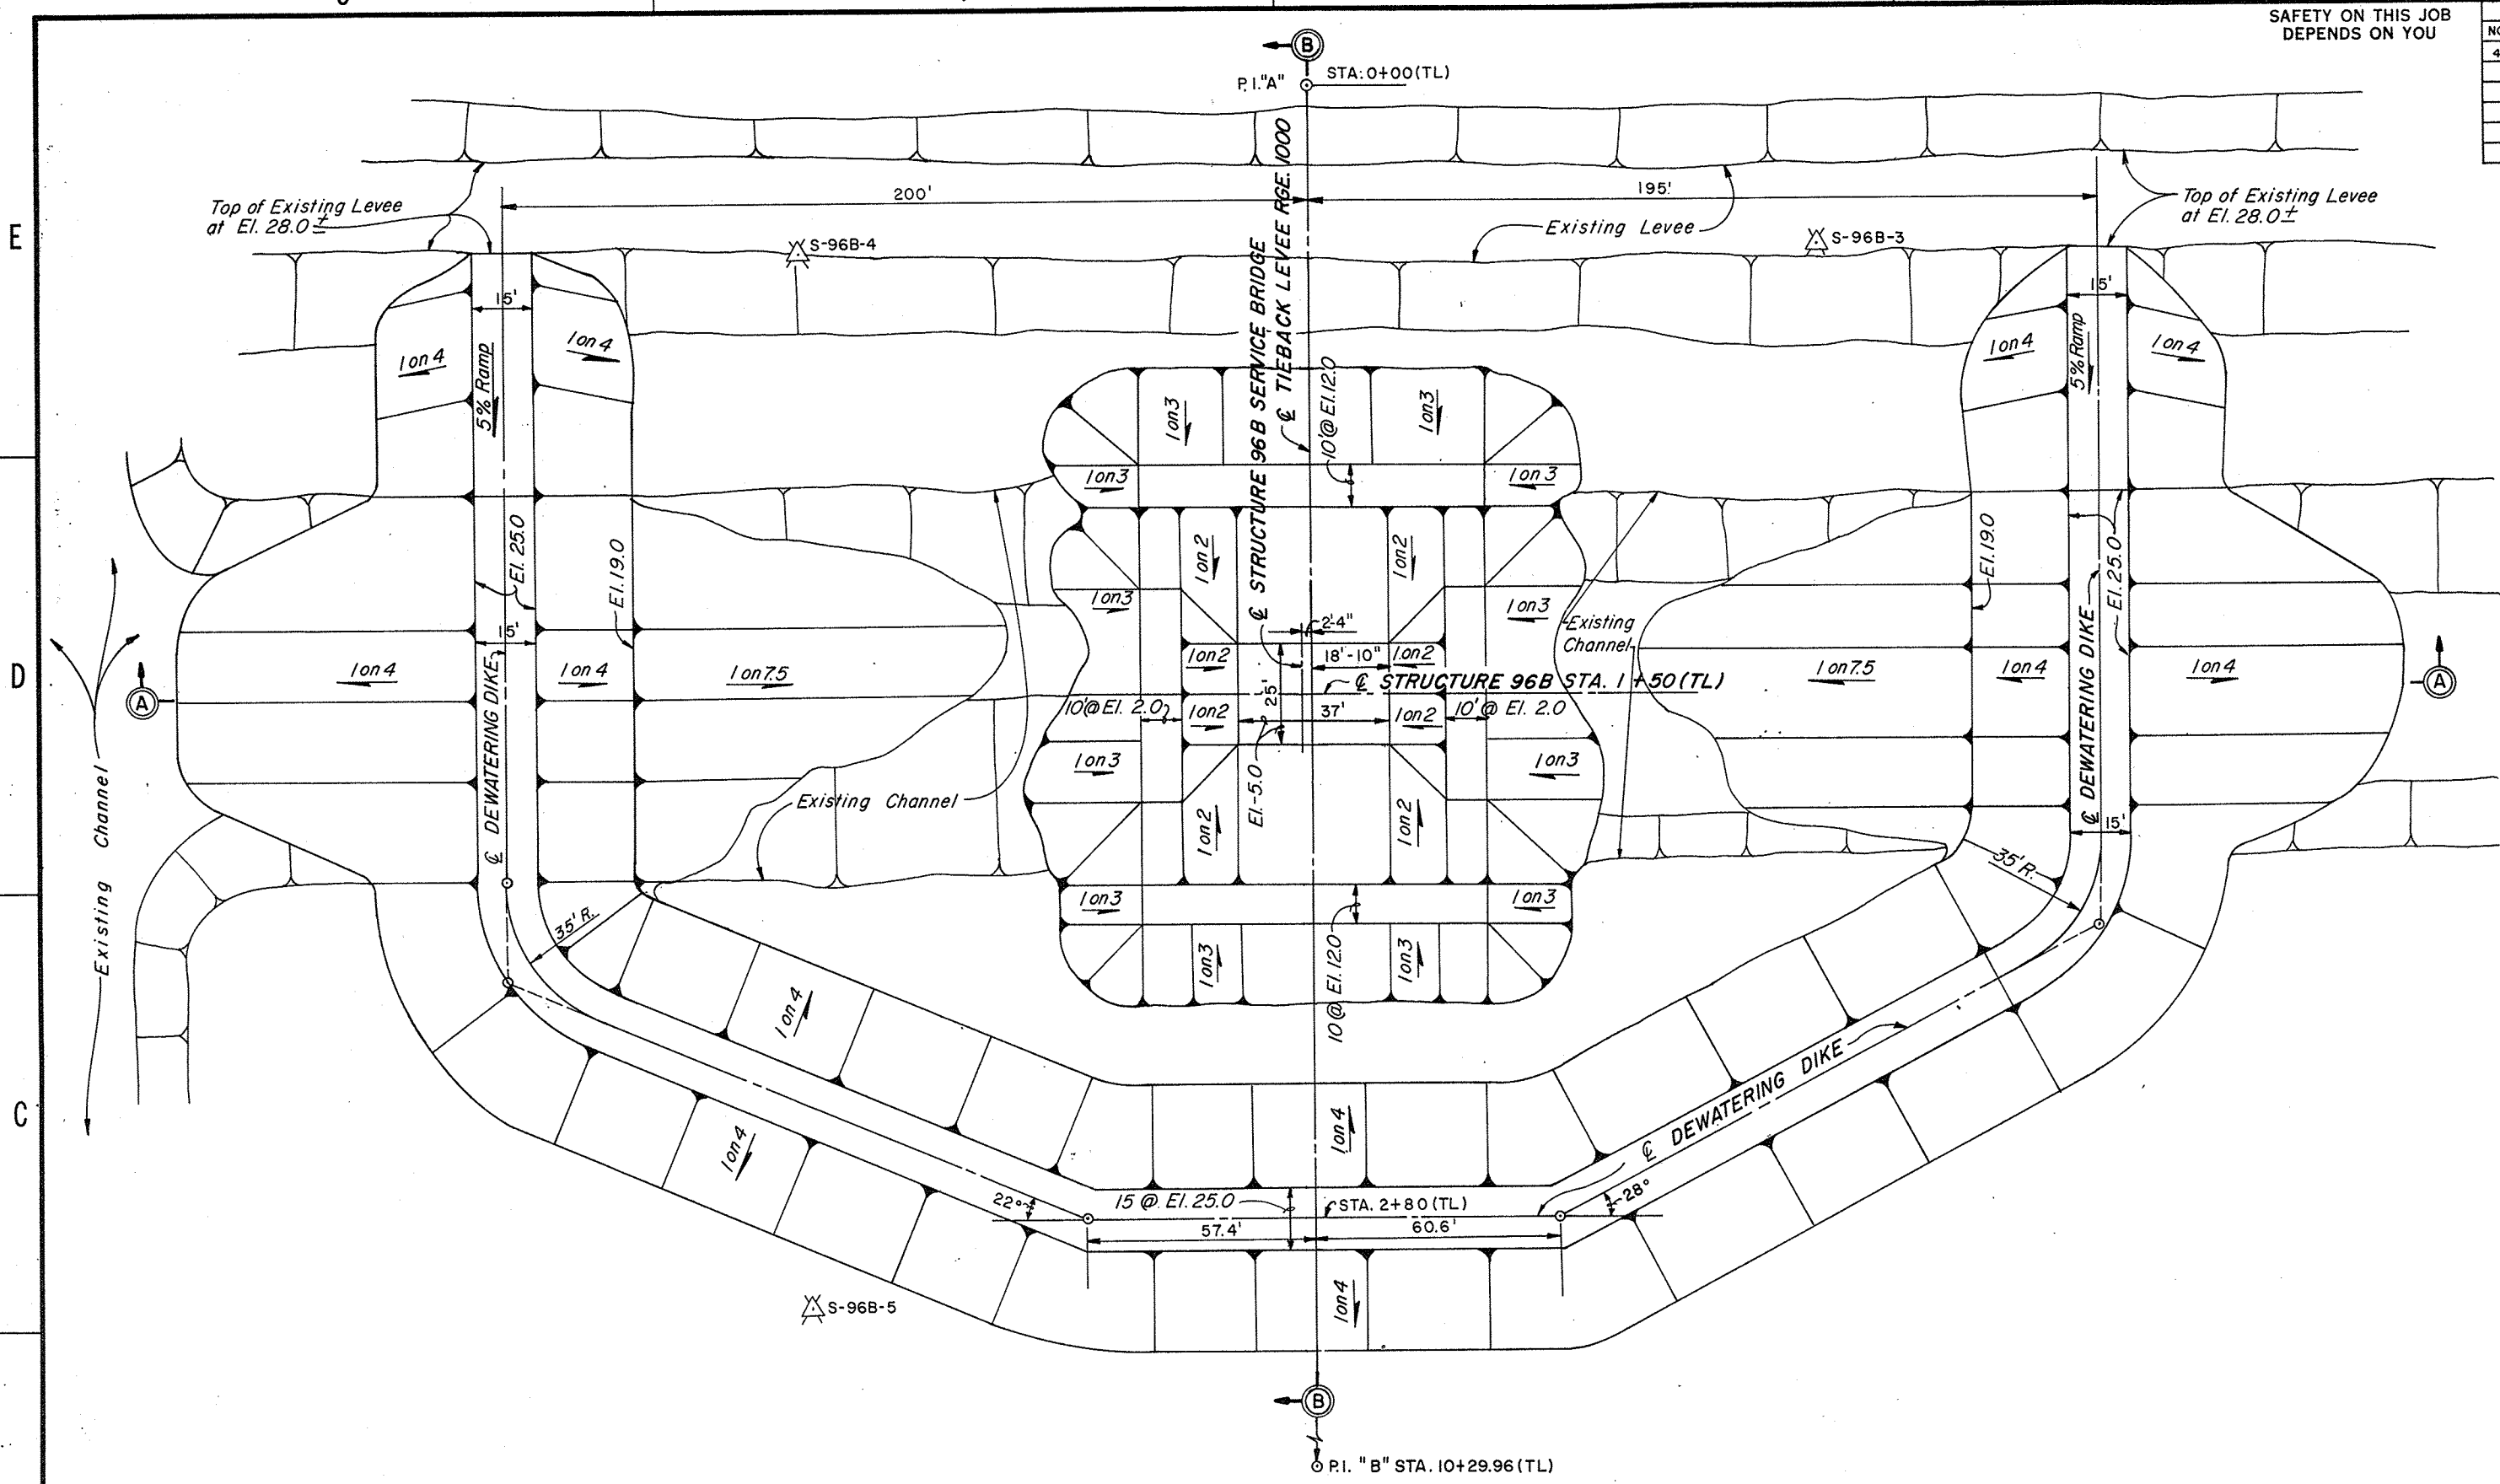 SAFETY ON THIS JOB
DEPENDS ON YOU
B
P.I."A"
STA: 0+00(TL)
200'
195'
Top of Existing Levee
at El. 28.0±
Existing Levee
Top of Existing Levee
at El. 28.0±
E
S-96B-4
S-96B-3
℄ STRUCTURE 96B SERVICE BRIDGE
℄ TIEBACK LEVEE RGE. 1000
15'
15'
1 on 4
1 on 4
5% Ramp
1 on 4
1 on 4
5% Ramp
1 on 3
1 on 3
10'@El.12.0
1 on 3
1 on 3
El. 25.0
El. 19.0
1 on 2
1 on 2
El. 19.0
El. 25.0
1 on 3
1 on 3
Existing
Channel
15'
2'-4"
18'-10"
1 on 2
1 on 2
D
A
1 on 4
1 on 4
1 on 7.5
℄ STRUCTURE 96B STA. 1+50 (TL)
1 on 7.5
1 on 4
1 on 4
A
25'
10'@ El. 2.0
1 on 2
37'
1 on 2
10'@ El. 2.0
℄ DEWATERING DIKE
℄ DEWATERING DIKE
1 on 3
1 on 3
Existing Channel
El.-5.0
1 on 2
1 on 2
15'
Existing Channel
35' R.
35' R.
1 on 3
1 on 3
1 on 3
1 on 3
10@El.12.0
1 on 4
C
℄ DEWATERING DIKE
1 on 4
1 on 4
22°
15 @ El. 25.0
STA. 2+80 (TL)
28°
57.4'
60.6'
1 on 4
S-96B-5
B
P.I. "B" STA. 10+29.96 (TL)